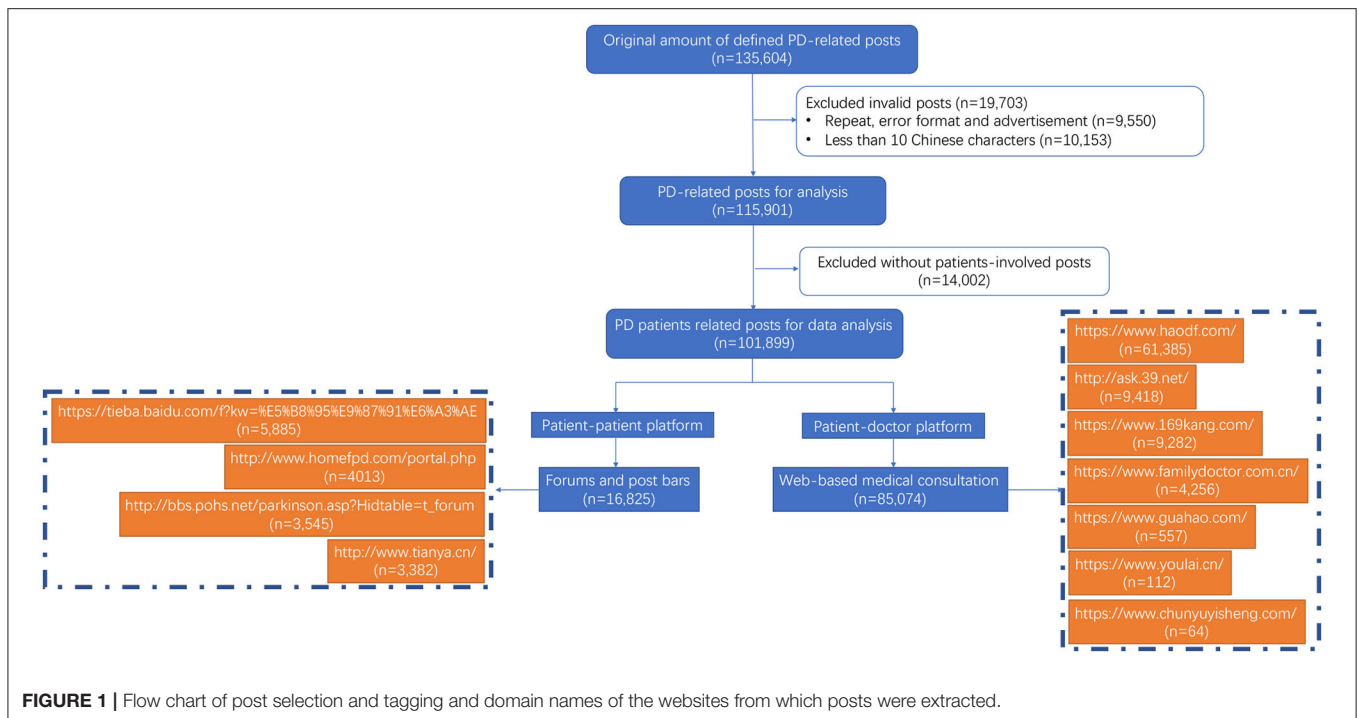 Original amount of defined PD-related posts
(n=135,604)
Excluded invalid posts (n=19,703)
• Repeat, error format and advertisement (n=9,550)
• Less than 10 Chinese characters (n=10,153)
PD-related posts for analysis
(n=115,901)
Excluded without patients-involved posts
(n=14,002)
PD patients related posts for data analysis
(n=101,899)
Patient-patient platform
Patient-doctor platform
Forums and post bars
(n=16,825)
Web-based medical consultation
(n=85,074)
https://tieba.baidu.com/f?kw=%E5%B8%95%E9%87%91%E6%A3%AE
(n=5,885)
http://www.homefpd.com/portal.php
(n=4013)
http://bbs.pohs.net/parkinson.asp?Hidtable=t_forum
(n=3,545)
http://www.tianya.cn/
(n=3,382)
https://www.haodf.com/
(n=61,385)
http://ask.39.net/
(n=9,418)
https://www.169kang.com/
(n=9,282)
https://www.familydoctor.com.cn/
(n=4,256)
https://www.guahao.com/
(n=557)
https://www.youlai.cn/
(n=112)
https://www.chunyuyisheng.com/
(n=64)
FIGURE 1 | Flow chart of post selection and tagging and domain names of the websites from which posts were extracted.